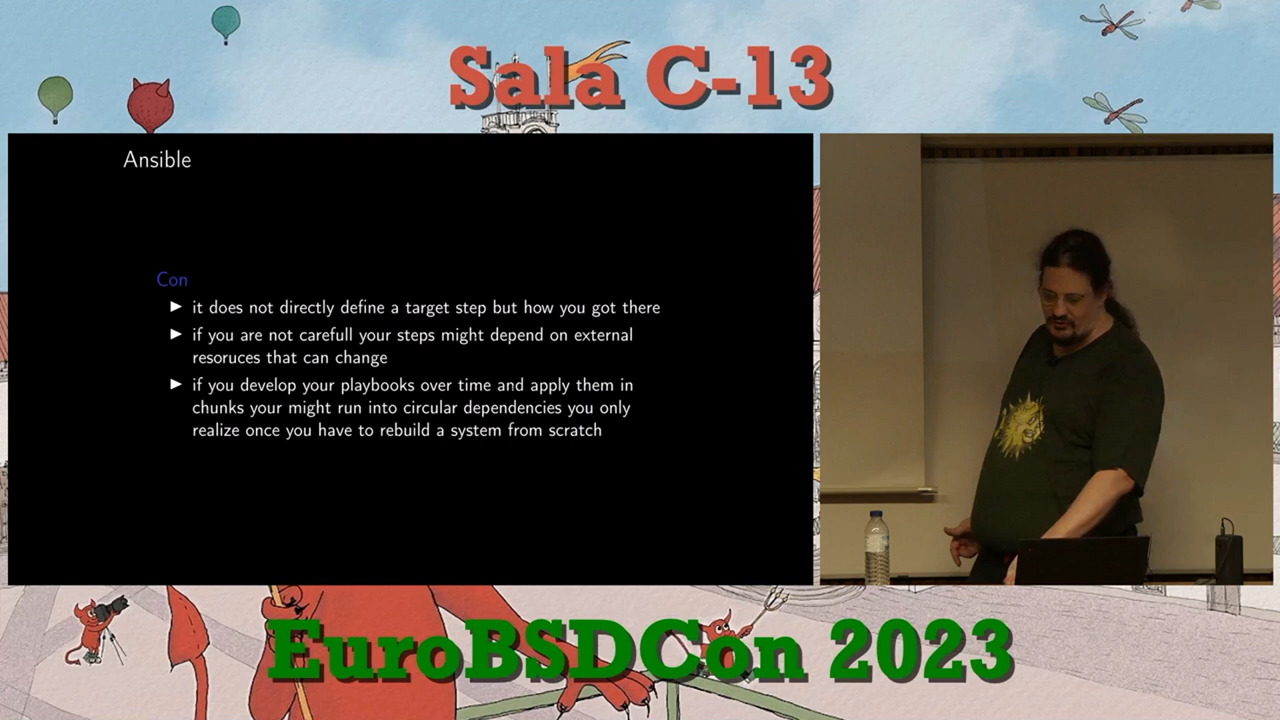 Sala C-13
Ansible
Con
it does not directly define a target step but how you got there
if you are not carefull your steps might depend on external
resoruces that can change
if you develop your playbooks over time and apply them in
chunks your might run into circular dependencies you only
realize once you have to rebuild a system from scratch
EuroBSDCon 2023